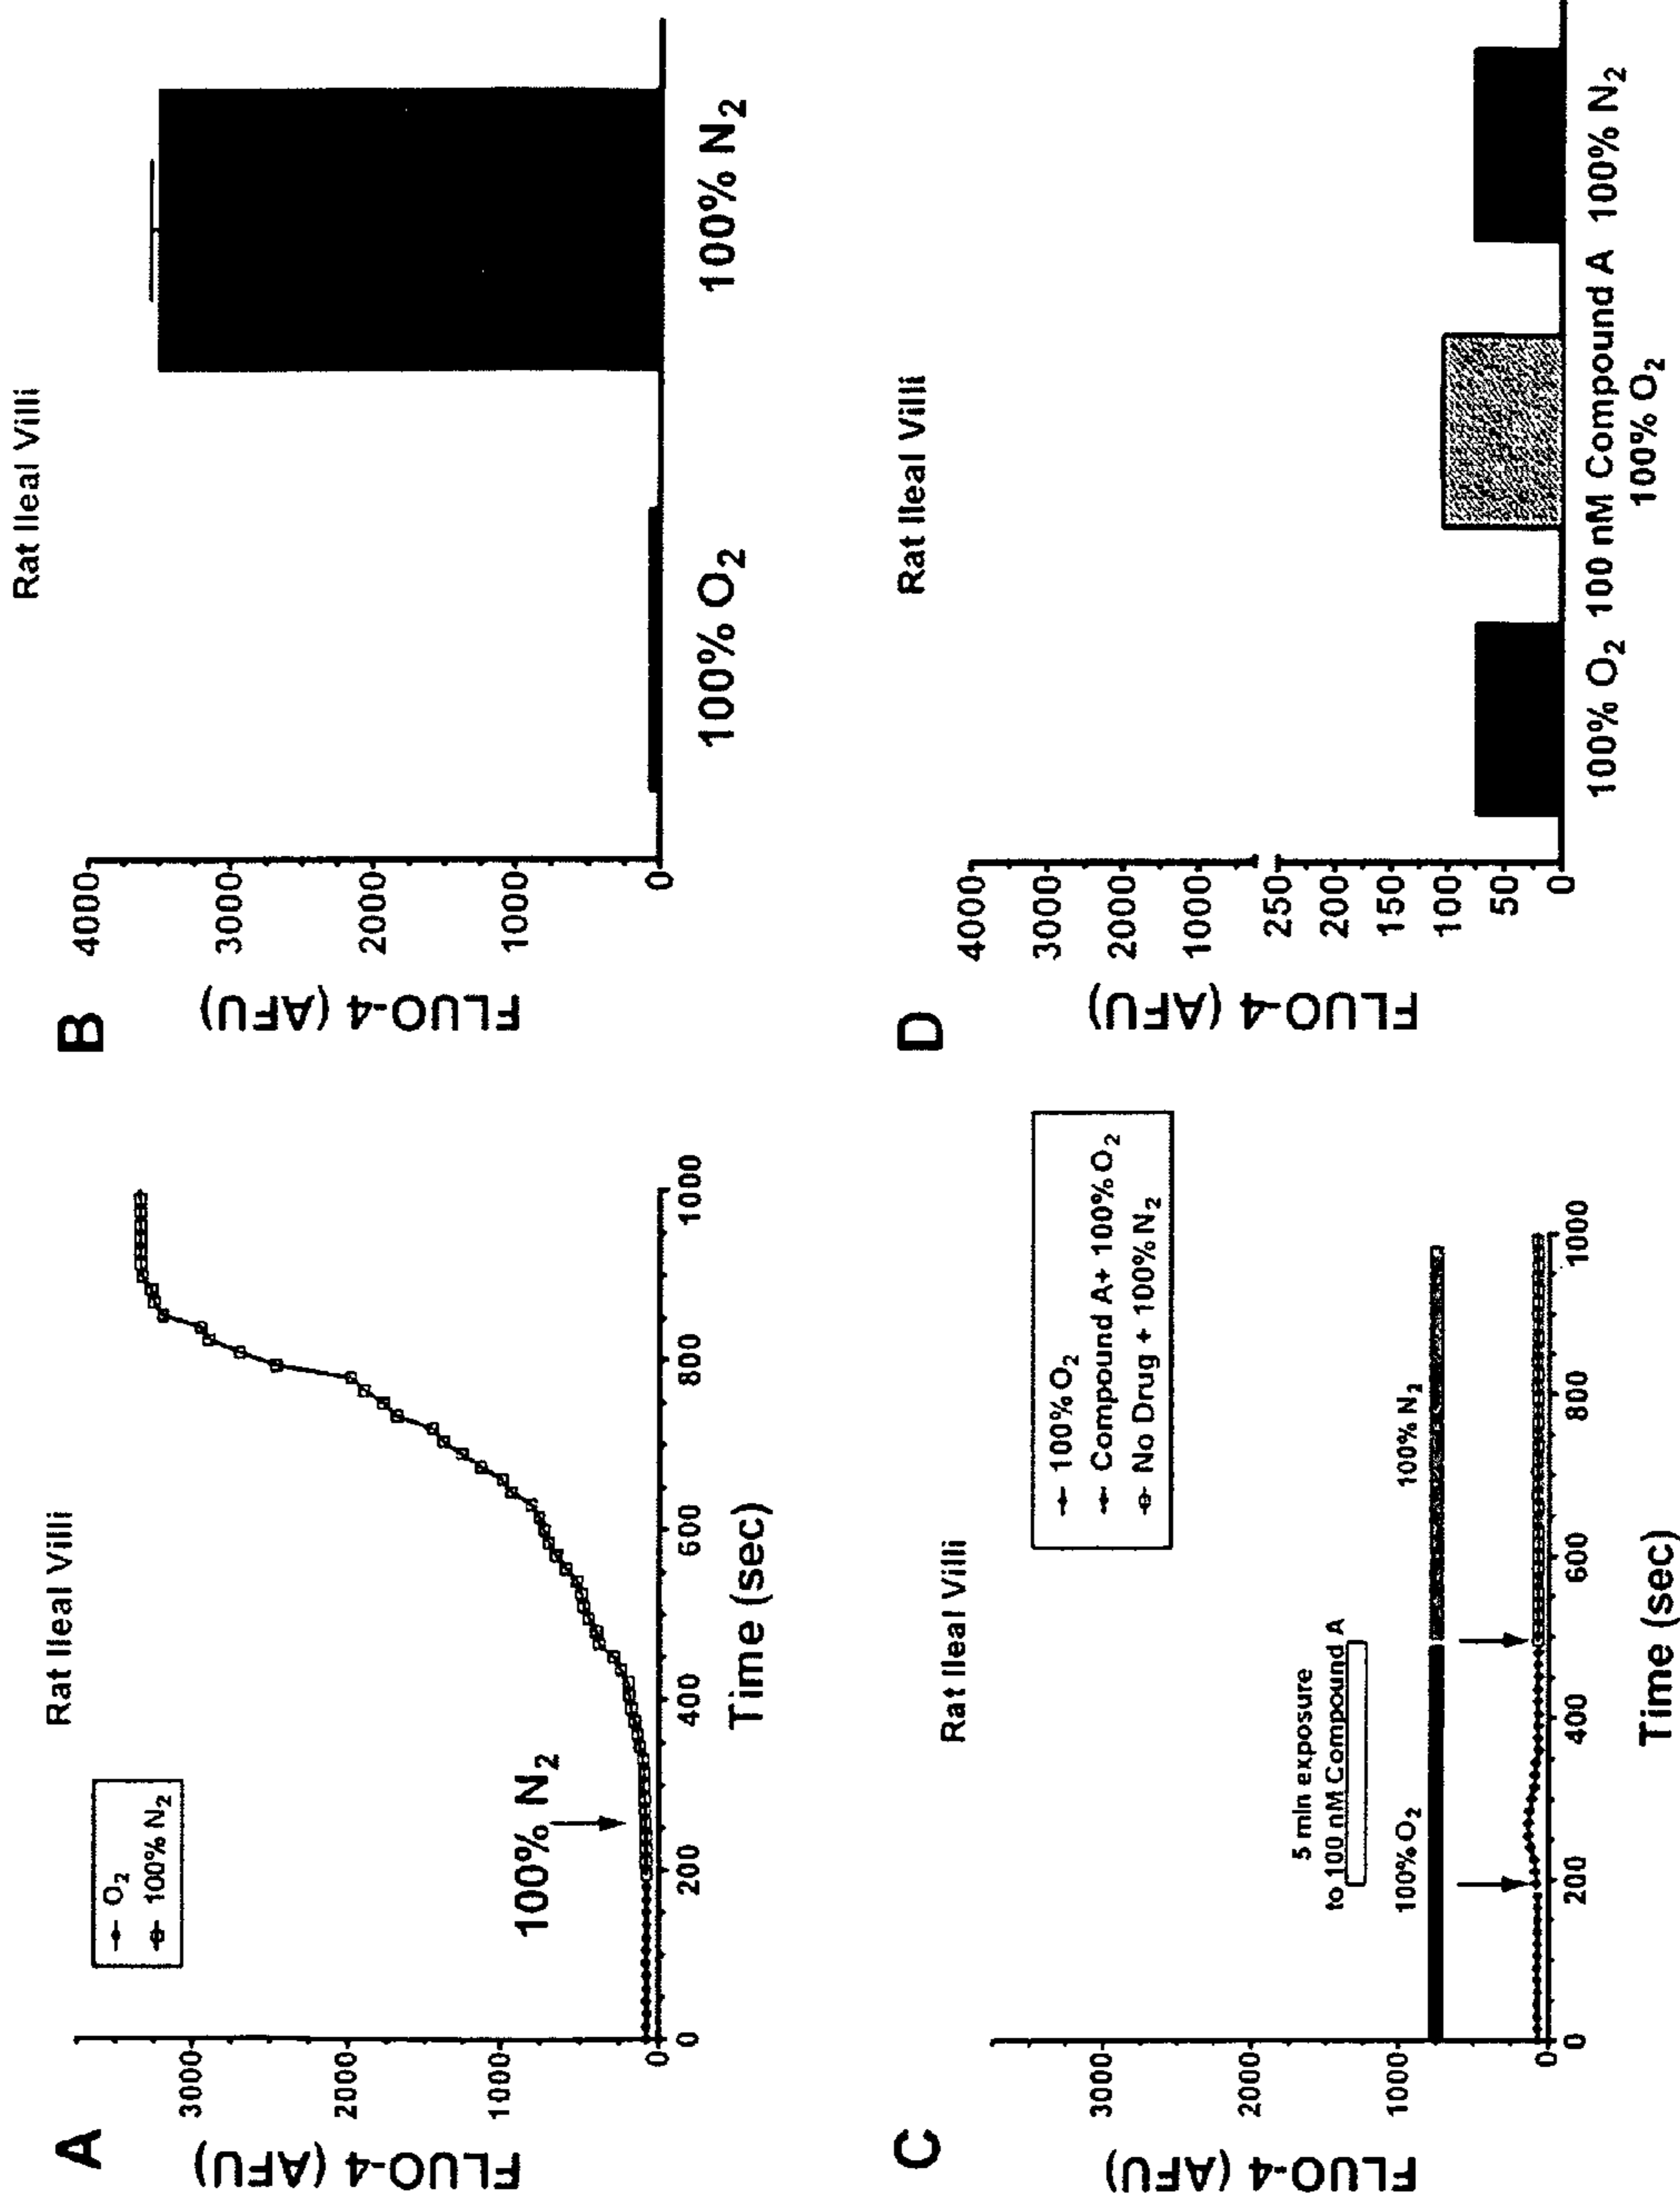 A
Rat Ileal Villi
O2
100% N2
FLUO-4 (AFU)
3000
2000
1000
0
100% N2
0
200
400
600
800
1000
Time (sec)
B
Rat Ileal Villi
FLUO-4 (AFU)
4000
3000
2000
1000
0
100% O2
100% N2
C
Rat Ileal Villi
100% O2
Compound A+ 100% O2
No Drug + 100% N2
FLUO-4 (AFU)
3000
2000
1000
0
5 min exposure
to 100 nM Compound A
100% O2
100% N2
0
200
400
600
800
1000
Time (sec)
D
Rat Ileal Villi
FLUO-4 (AFU)
4000
3000
2000
1000
250
200
150
100
50
0
100% O2
100 nM Compound A
100% O2
100% N2